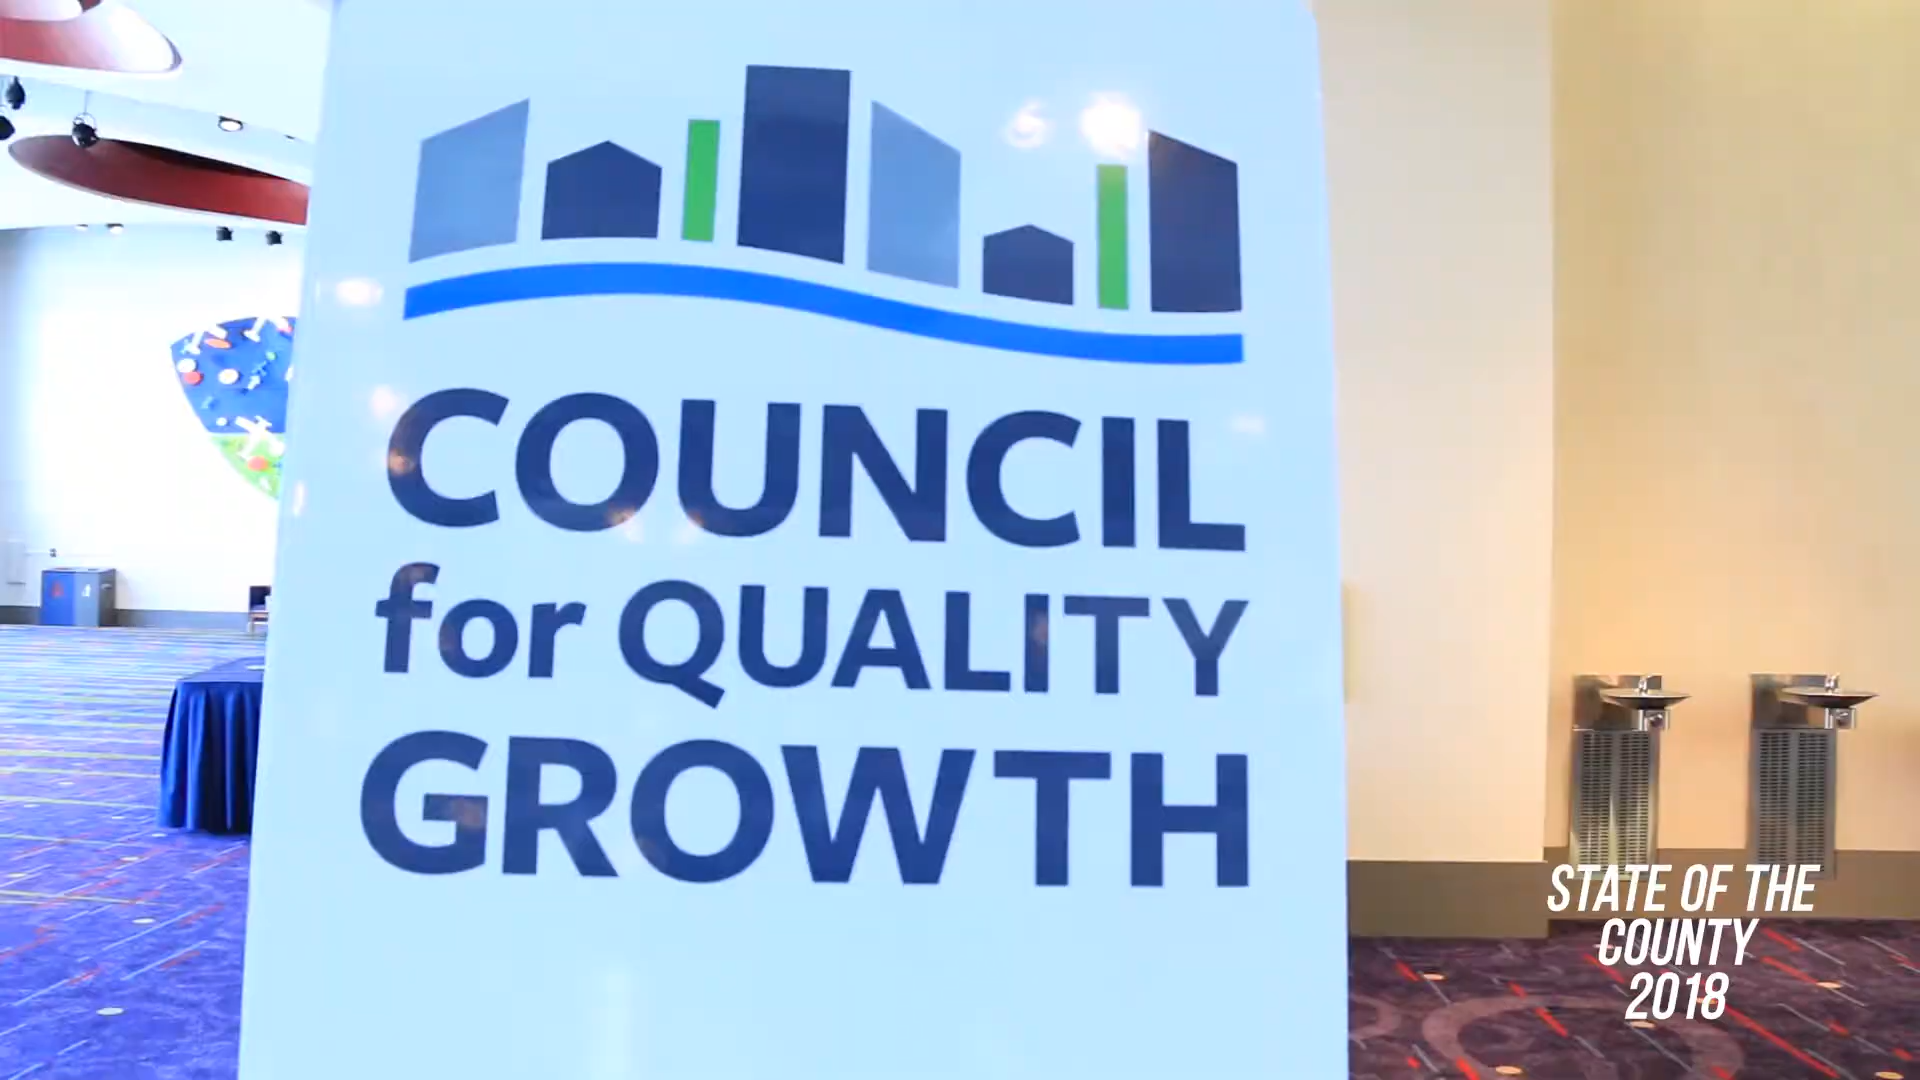 COUNCIL
for QUALITY
GROWTH
STATE OF THE
COUNTY
2018